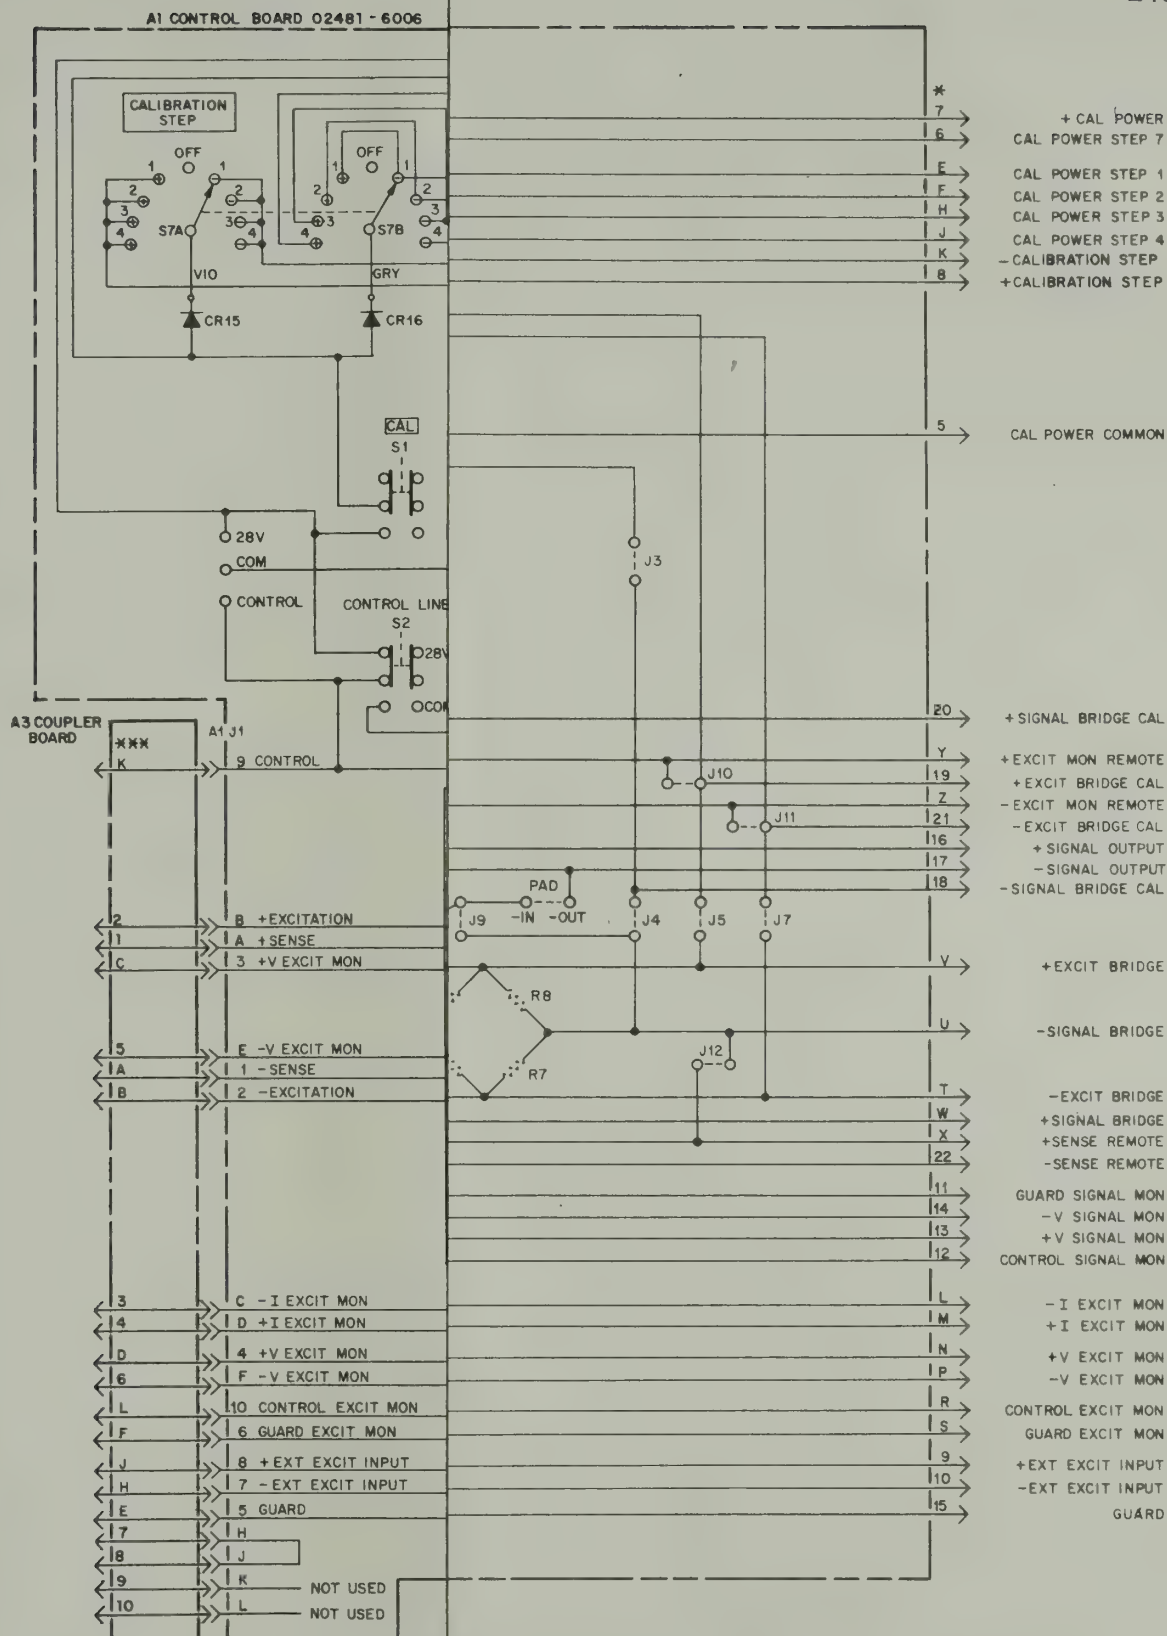 A1 CONTROL BOARD 02481-6006
CALIBRATION
STEP
OFF
1
1
2
2
3
3
4
4
S7A
VIO
CR15
OFF
1
1
2
2
3
3
4
4
S7B
GRY
CR16
CAL
S1
28V
COM
CONTROL
CONTROL LINE
S2
28V
A3 COUPLER
BOARD
***
A1 J1
K 9 CONTROL
2 B +EXCITATION
1 A +SENSE
C 3 +V EXCIT MON
5 E -V EXCIT MON
A 1 -SENSE
B 2 -EXCITATION
3 C -I EXCIT MON
4 D +I EXCIT MON
D 4 +V EXCIT MON
6 F -V EXCIT MON
L 10 CONTROL EXCIT MON
F 6 GUARD EXCIT MON
J 8 +EXT EXCIT INPUT
H 7 -EXT EXCIT INPUT
E 5 GUARD
7 H
8 J
9 K NOT USED
10 L NOT USED
J3
J10
J11
PAD
-IN -OUT
J9
J4
J5
J7
R8
R7
J12
*
7 + CAL POWER
6 CAL POWER STEP 7
E CAL POWER STEP 1
F CAL POWER STEP 2
H CAL POWER STEP 3
J CAL POWER STEP 4
K -CALIBRATION STEP
8 +CALIBRATION STEP
5 CAL POWER COMMON
20 +SIGNAL BRIDGE CAL
Y +EXCIT MON REMOTE
19 +EXCIT BRIDGE CAL
Z -EXCIT MON REMOTE
21 -EXCIT BRIDGE CAL
16 +SIGNAL OUTPUT
17 -SIGNAL OUTPUT
18 -SIGNAL BRIDGE CAL
V +EXCIT BRIDGE
U -SIGNAL BRIDGE
T -EXCIT BRIDGE
W +SIGNAL BRIDGE
X +SENSE REMOTE
22 -SENSE REMOTE
11 GUARD SIGNAL MON
14 -V SIGNAL MON
13 +V SIGNAL MON
12 CONTROL SIGNAL MON
L -I EXCIT MON
M +I EXCIT MON
N +V EXCIT MON
P -V EXCIT MON
R CONTROL EXCIT MON
S GUARD EXCIT MON
9 +EXT EXCIT INPUT
10 -EXT EXCIT INPUT
15 GUARD